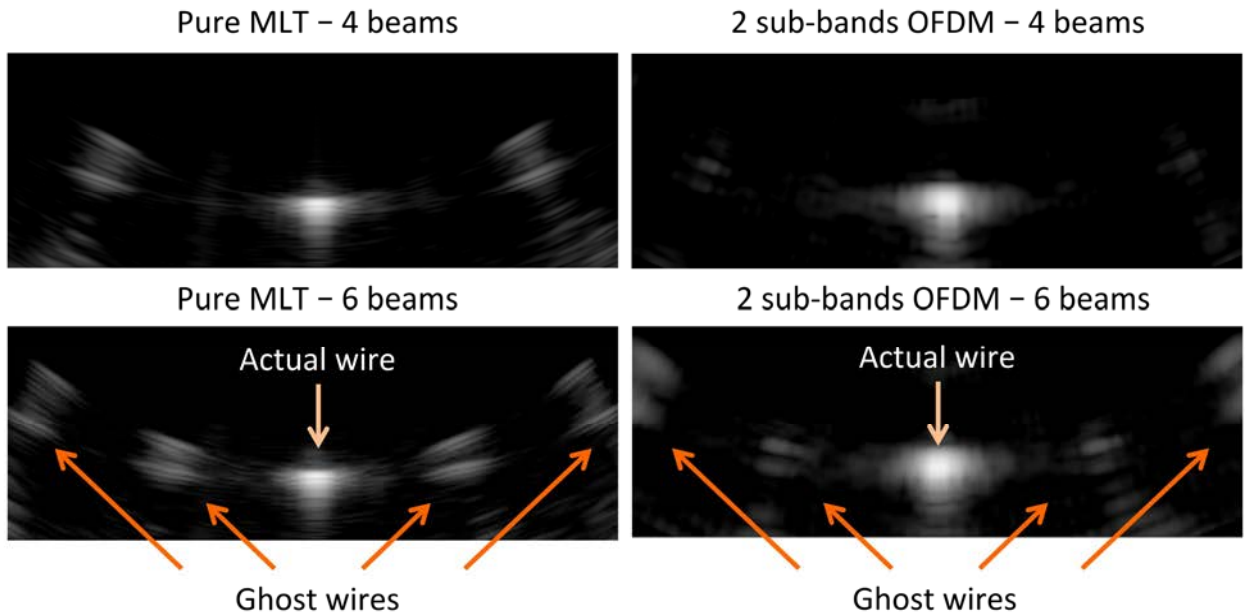 Pure MLT – 4 beams
2 sub-bands OFDM – 4 beams
Pure MLT – 6 beams
2 sub-bands OFDM – 6 beams
Actual wire
Actual wire
Ghost wires
Ghost wires